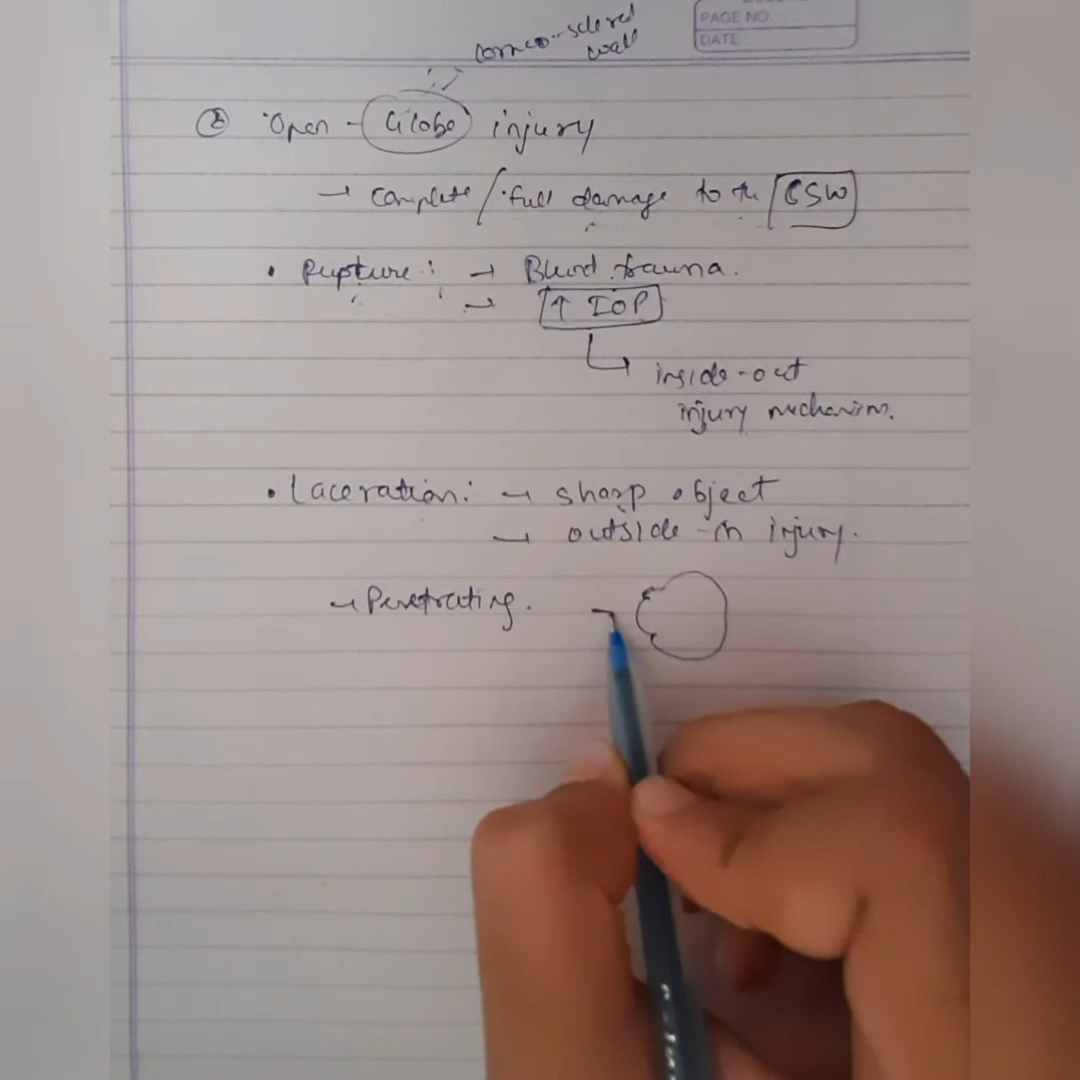 PAGE NO.
DATE
corneo-scleral
wall
② Open-Globe injury
→ complete/full damage to the CSW
• Rupture: → Blunt trauma.
→ ↑ IOP
inside-out
injury mechanism.
• Laceration: → sharp object
→ outside-in injury.
→ Penetrating.